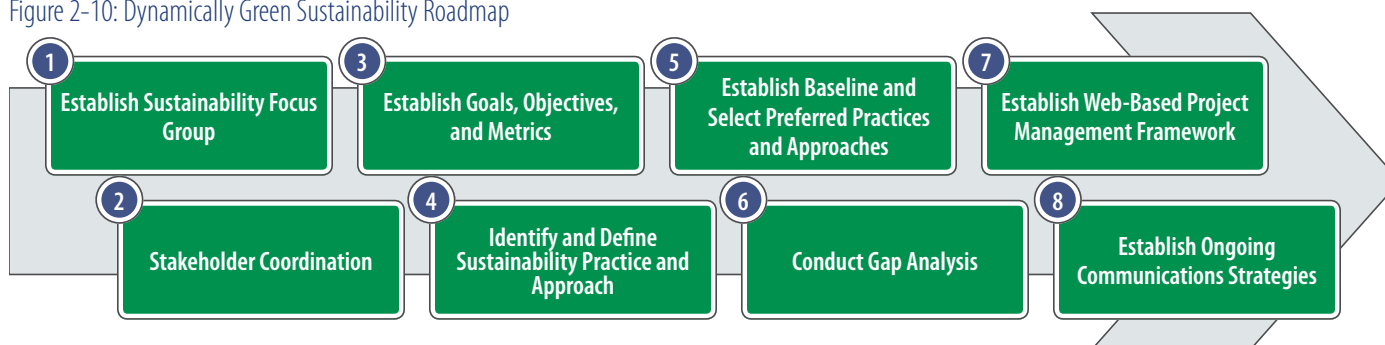 Figure 2-10: Dynamically Green Sustainability Roadmap
1
Establish Sustainability Focus
Group
2
Stakeholder Coordination
3
Establish Goals, Objectives,
and Metrics
4
Identify and Define
Sustainability Practice and
Approach
5
Establish Baseline and
Select Preferred Practices
and Approaches
6
Conduct Gap Analysis
7
Establish Web-Based Project
Management Framework
8
Establish Ongoing
Communications Strategies